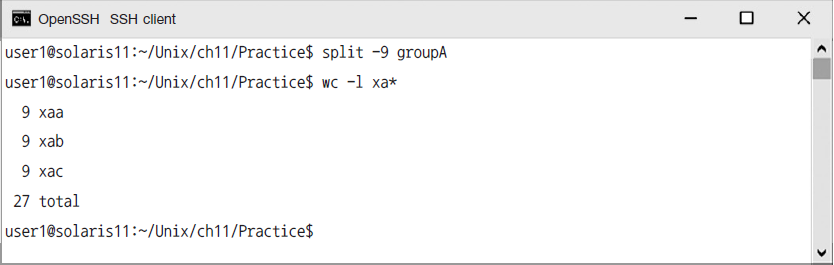 OpenSSH SSH client
user1@solaris11:~/Unix/ch11/Practice$ split -9 groupA
user1@solaris11:~/Unix/ch11/Practice$ wc -l xa*
9 xaa
9 xab
9 xac
27 total
user1@solaris11:~/Unix/ch11/Practice$